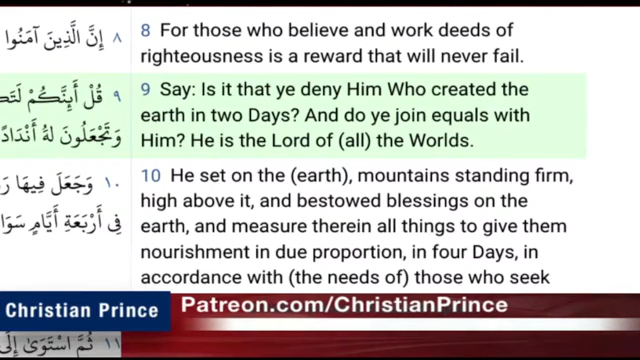 ٨ إِنَّ الَّذِينَ آمَنُوا
8 For those who believe and work deeds of
righteousness is a reward that will never fail.
٩ قُلْ أَئِنَّكُمْ
9 Say: Is it that ye deny Him Who created the
earth in two Days? And do ye join equals with
وَتَجْعَلُونَ لَهُ أَنْدَادًا
Him? He is the Lord of (all) the Worlds.
١٠ وَجَعَلَ فِيهَا
10 He set on the (earth), mountains standing firm,
high above it, and bestowed blessings on the
فِي أَرْبَعَةِ أَيَّامٍ
earth, and measure therein all things to give them
nourishment in due proportion, in four Days, in
accordance with (the needs of) those who seek
Christian Prince
Patreon.com/ChristianPrince
١١ ثُمَّ اسْتَوَىٰ